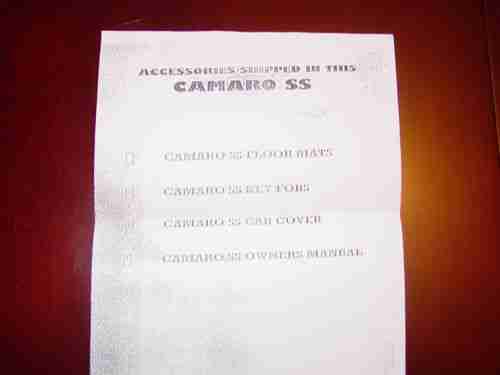 ACCESSORIES SHIPPED IN THIS
CAMARO SS
CAMARO SS FLOOR MATS
CAMARO SS KEY FOBS
CAMARO SS CAR COVER
CAMARO SS OWNERS MANUAL